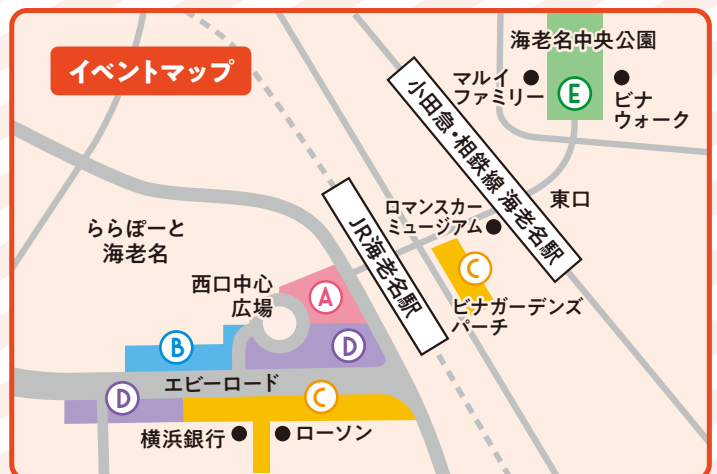 イベントマップ
海老名中央公園
マルイ
ファミリー
E
ビナ
ウォーク
小田急・相鉄線 海老名駅
東口
ロマンスカー
ミュージアム
JR海老名駅
C
ビナガーデンズ
パーチ
ららぽーと
海老名
西口中心
広場
A
B
D
エビーロード
D
C
横浜銀行
ローソン